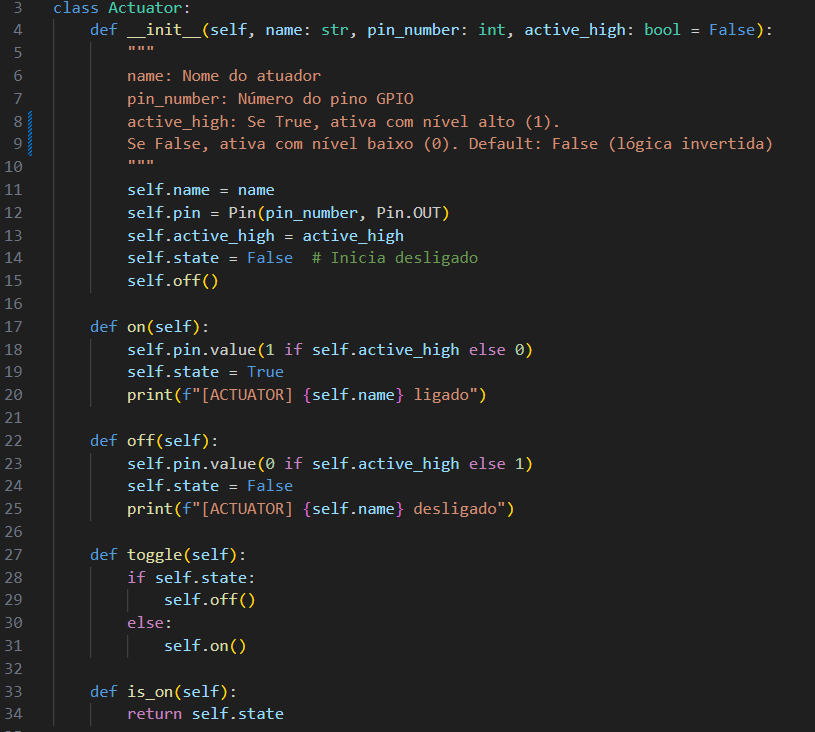 3 class Actuator:
4     def __init__(self, name: str, pin_number: int, active_high: bool = False):
5         """
6         name: Nome do atuador
7         pin_number: Número do pino GPIO
8         active_high: Se True, ativa com nível alto (1).
9         Se False, ativa com nível baixo (0). Default: False (lógica invertida)
10         """
11         self.name = name
12         self.pin = Pin(pin_number, Pin.OUT)
13         self.active_high = active_high
14         self.state = False  # Inicia desligado
15         self.off()
16
17     def on(self):
18         self.pin.value(1 if self.active_high else 0)
19         self.state = True
20         print(f"[ACTUATOR] {self.name} ligado")
21
22     def off(self):
23         self.pin.value(0 if self.active_high else 1)
24         self.state = False
25         print(f"[ACTUATOR] {self.name} desligado")
26
27     def toggle(self):
28         if self.state:
29             self.off()
30         else:
31             self.on()
32
33     def is_on(self):
34         return self.state